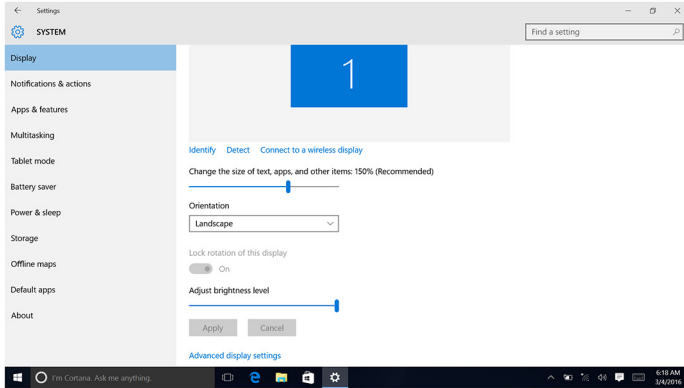 Settings
SYSTEM
Find a setting
Display
Notifications & actions
Apps & features
Multitasking
Tablet mode
Battery saver
Power & sleep
Storage
Offline maps
Default apps
About
1
Identify Detect Connect to a wireless display
Change the size of text, apps, and other items: 150% (Recommended)
Orientation
Landscape
Lock rotation of this display
On
Adjust brightness level
Apply Cancel
Advanced display settings
I'm Cortana. Ask me anything.
6:18 AM
3/4/2016